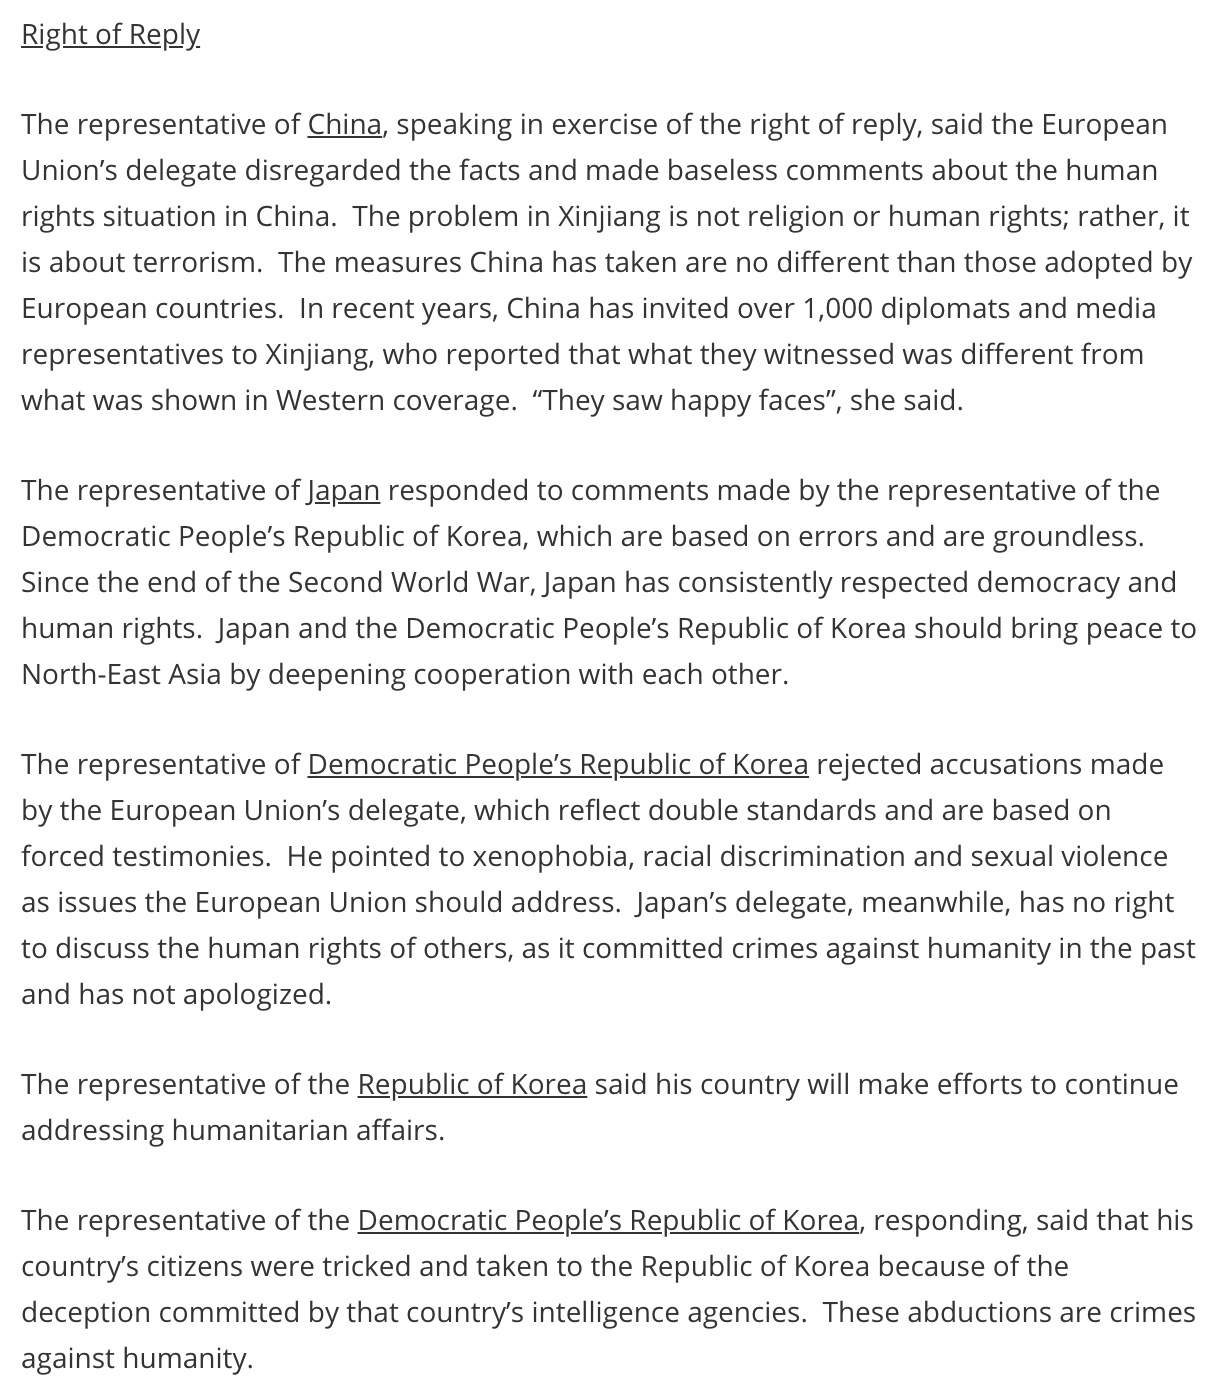 Right of Reply
The representative of China, speaking in exercise of the right of reply, said the European
Union’s delegate disregarded the facts and made baseless comments about the human
rights situation in China.  The problem in Xinjiang is not religion or human rights; rather, it
is about terrorism.  The measures China has taken are no different than those adopted by
European countries.  In recent years, China has invited over 1,000 diplomats and media
representatives to Xinjiang, who reported that what they witnessed was different from
what was shown in Western coverage.  “They saw happy faces”, she said.
The representative of Japan responded to comments made by the representative of the
Democratic People’s Republic of Korea, which are based on errors and are groundless.
Since the end of the Second World War, Japan has consistently respected democracy and
human rights.  Japan and the Democratic People’s Republic of Korea should bring peace to
North-East Asia by deepening cooperation with each other.
The representative of Democratic People’s Republic of Korea rejected accusations made
by the European Union’s delegate, which reflect double standards and are based on
forced testimonies.  He pointed to xenophobia, racial discrimination and sexual violence
as issues the European Union should address.  Japan’s delegate, meanwhile, has no right
to discuss the human rights of others, as it committed crimes against humanity in the past
and has not apologized.
The representative of the Republic of Korea said his country will make efforts to continue
addressing humanitarian affairs.
The representative of the Democratic People’s Republic of Korea, responding, said that his
country’s citizens were tricked and taken to the Republic of Korea because of the
deception committed by that country’s intelligence agencies.  These abductions are crimes
against humanity.